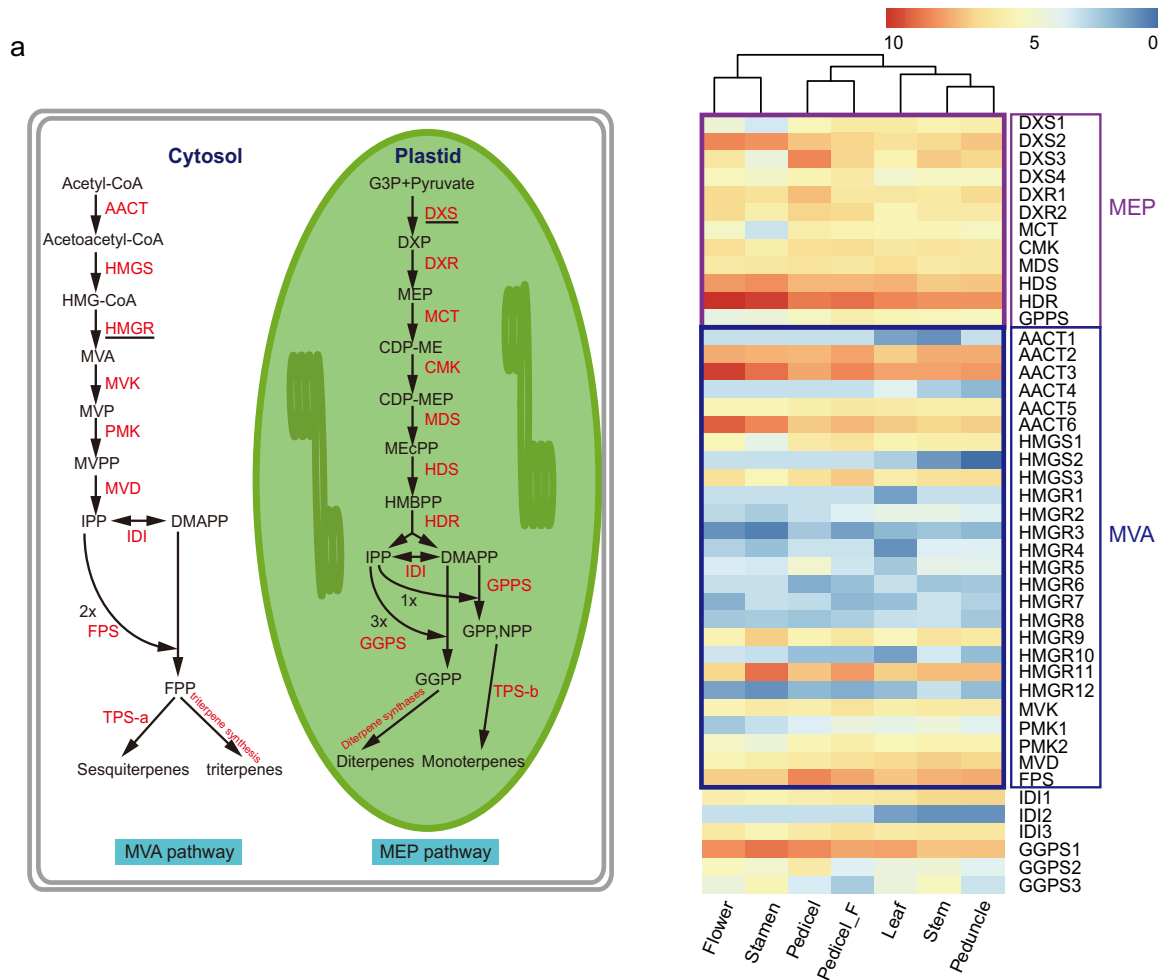 a
Cytosol
Acetyl-CoA
AACT
Acetoacetyl-CoA
HMGS
HMG-CoA
HMGR
MVA
MVK
MVP
PMK
MVPP
MVD
IPP
DMAPP
IDI
2x
FPS
FPP
TPS-a
triterpene synthesis
Sesquiterpenes
triterpenes
MVA pathway
Plastid
G3P+Pyruvate
DXS
DXP
DXR
MEP
MCT
CDP-ME
CMK
CDP-MEP
MDS
MEcPP
HDS
HMBPP
HDR
IPP
DMAPP
IDI
GPPS
1x
3x
GGPS
GPP,NPP
GGPP
TPS-b
Diterpene synthases
Diterpenes
Monoterpenes
MEP pathway
10
5
0
DXS1
DXS2
DXS3
DXS4
DXR1
DXR2
MCT
CMK
MDS
HDS
HDR
GPPS
MEP
AACT1
AACT2
AACT3
AACT4
AACT5
AACT6
HMGS1
HMGS2
HMGS3
HMGR1
HMGR2
HMGR3
HMGR4
HMGR5
HMGR6
HMGR7
HMGR8
HMGR9
HMGR10
HMGR11
HMGR12
MVK
PMK1
PMK2
MVD
FPS
MVA
IDI1
IDI2
IDI3
GGPS1
GGPS2
GGPS3
Flower
Stamen
Pedicel
Pedicel_F
Leaf
Stem
Peduncle